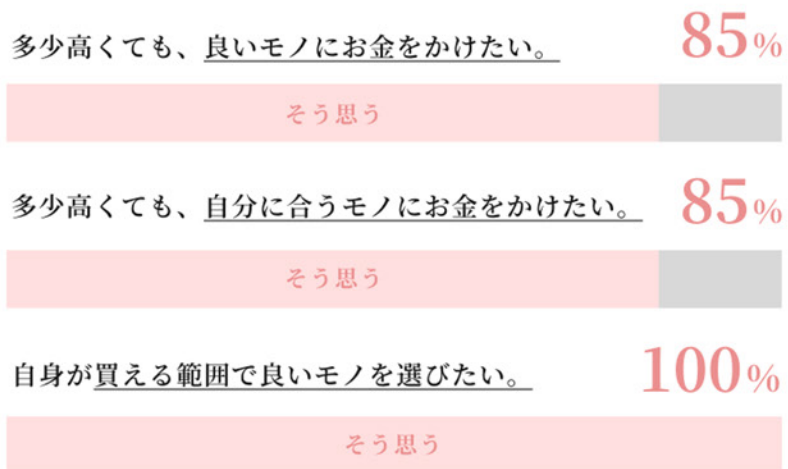 多少高くても、良いモノにお金をかけたい。 85%
そう思う
多少高くても、自分に合うモノにお金をかけたい。 85%
そう思う
自身が買える範囲で良いモノを選びたい。 100%
そう思う